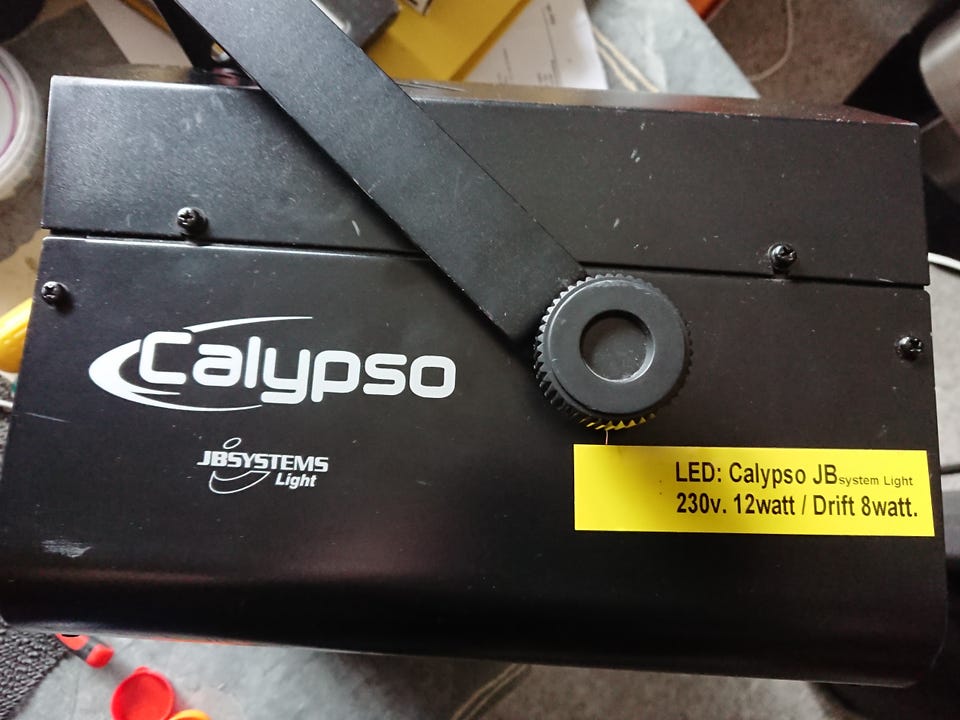 Calypso
JBSYSTEMS
Light
LED: Calypso JBsystem Light
230v. 12watt / Drift 8watt.